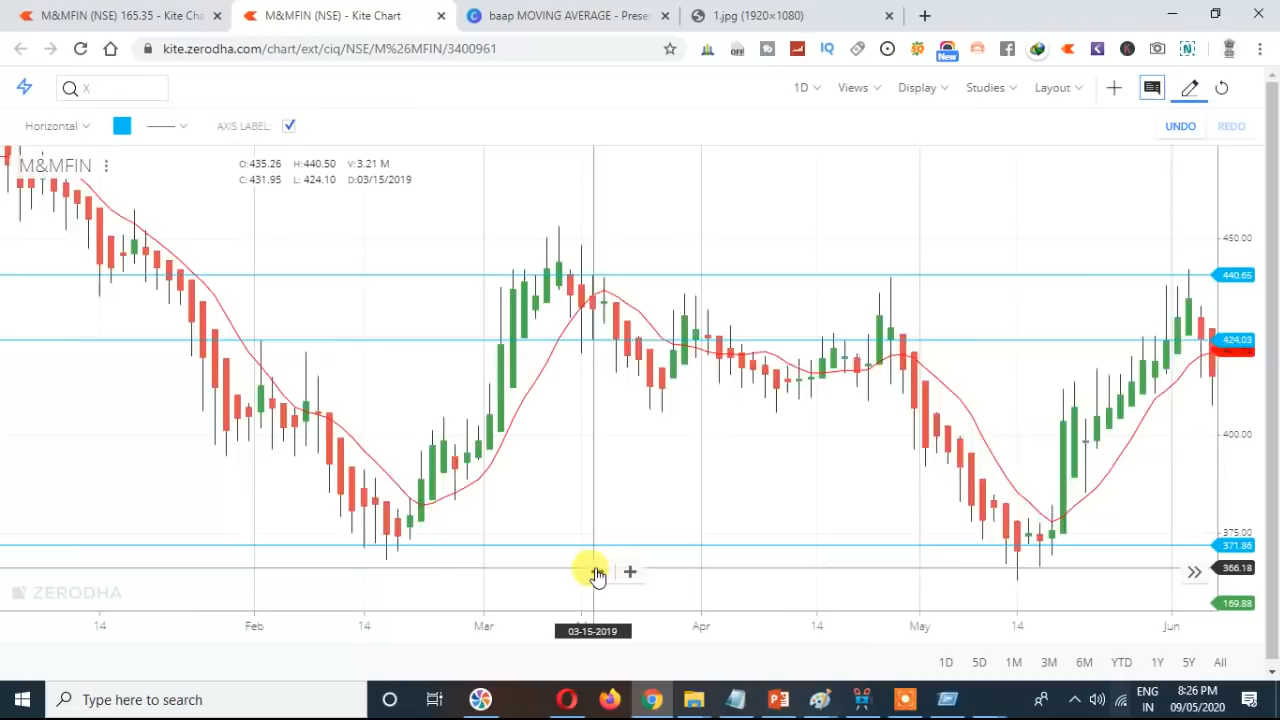 M&MFIN (NSE) 165.35 - Kite Cha
M&MFIN (NSE) - Kite Chart
baap MOVING AVERAGE - Prese
1.jpg (1920×1080)
kite.zerodha.com/chart/ext/ciq/NSE/M%26MFIN/3400961
OFF
IQ
New
X
1D
Views
Display
Studies
Layout
Horizontal
AXIS LABEL:
UNDO
REDO
M&MFIN
O:435.26 H:440.50 V:3.21 M
C:431.95 L: 424.10 D:03/15/2019
450.00
440.65
424.03
400.00
375.00
371.86
366.18
169.88
ZERODHA
14
Feb
14
Mar
03-15-2019
Apr
14
May
14
Jun
1D 5D 1M 3M 6M YTD 1Y 5Y All
Type here to search
ENG
IN
8:26 PM
09/05/2020